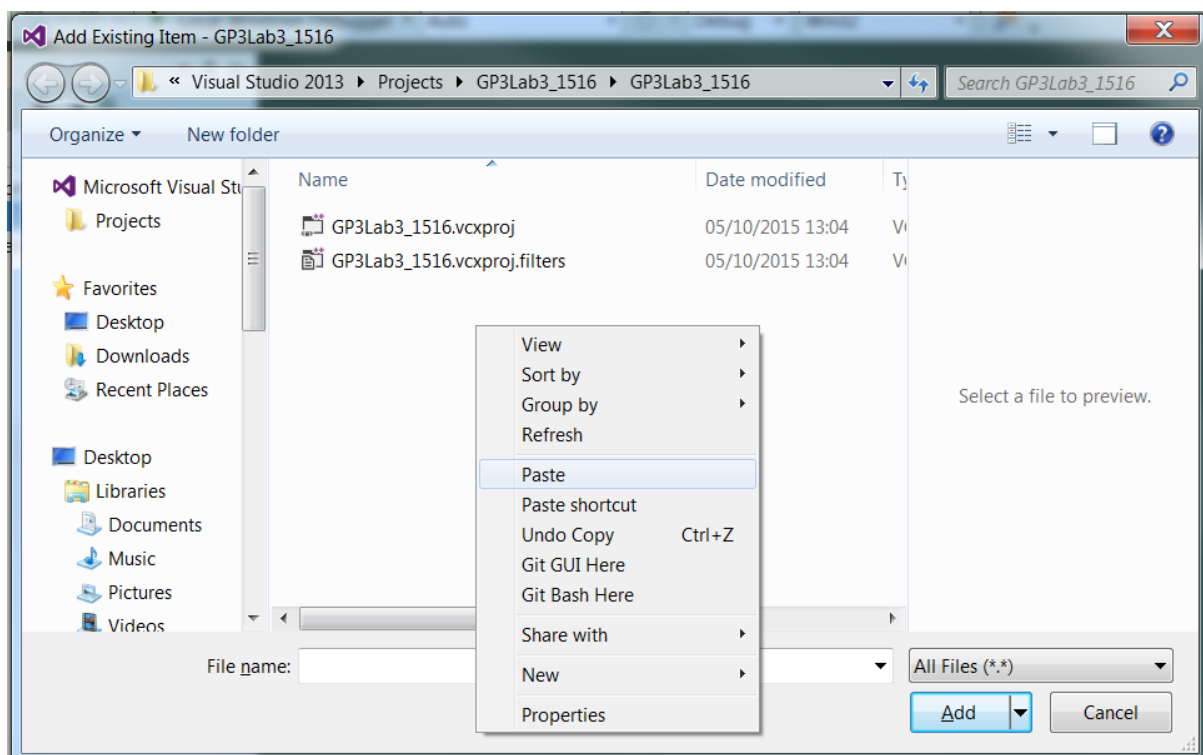 Add Existing Item - GP3Lab3_1516
« Visual Studio 2013 Projects GP3Lab3_1516 GP3Lab3_1516
Search GP3Lab3_1516
Organize New folder
Microsoft Visual Stu
Projects
Favorites
Desktop
Downloads
Recent Places
Desktop
Libraries
Documents
Music
Pictures
Videos
Name Date modified Ty
GP3Lab3_1516.vcxproj 05/10/2015 13:04 V
GP3Lab3_1516.vcxproj.filters 05/10/2015 13:04 V
View
Sort by
Group by
Refresh
Paste
Paste shortcut
Undo Copy Ctrl+Z
Git GUI Here
Git Bash Here
Share with
New
Properties
Select a file to preview.
File name:
All Files (*.*)
Add Cancel